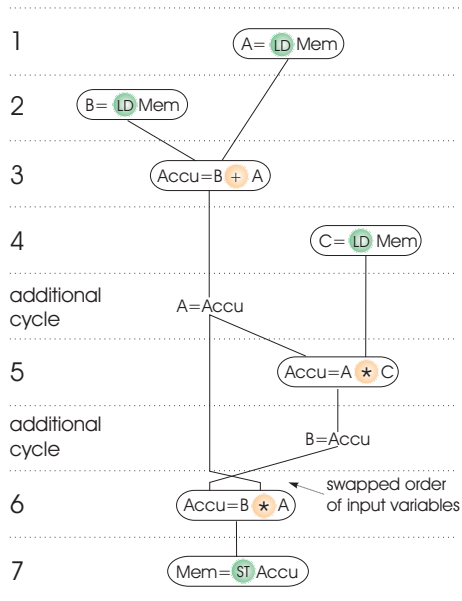 1
A= LD Mem
2
B= LD Mem
3
Accu=B + A
4
C= LD Mem
additional
cycle
A=Accu
5
Accu=A * C
additional
cycle
B=Accu
swapped order
of input variables
6
Accu=B * A
7
Mem= ST Accu